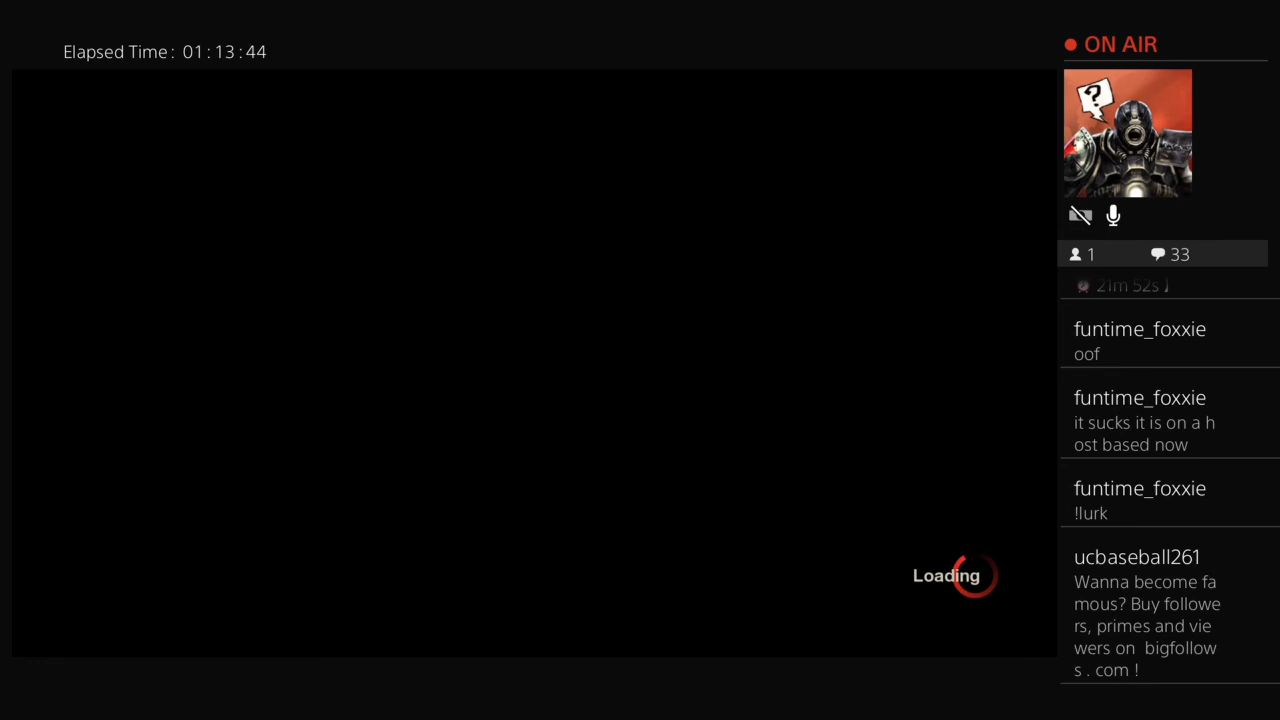 Elapsed Time: 01:13:44
ON AIR
?
1 33
21m 52s
funtime_foxxie
oof
funtime_foxxie
it sucks it is on a h
ost based now
funtime_foxxie
!lurk
Loading
ucbaseball261
Wanna become fa
mous? Buy followe
rs, primes and vie
wers on bigfollow
s . com !